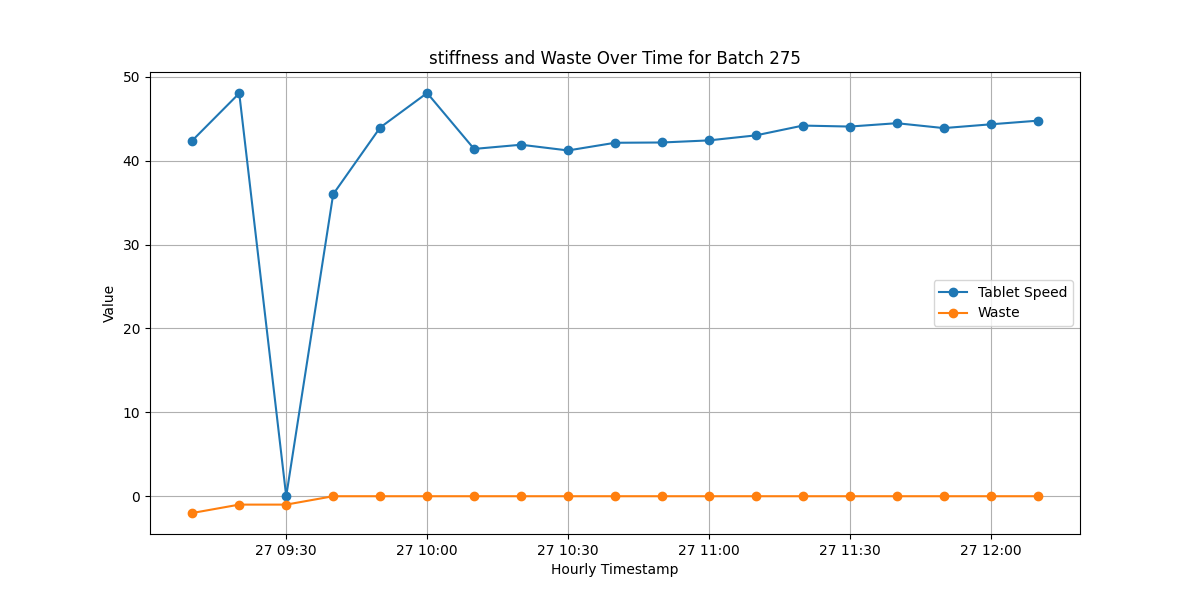 stiffness and Waste Over Time for Batch 275
50
40
30
20
10
0
Value
Tablet Speed
Waste
27 09:30
27 10:00
27 10:30
27 11:00
27 11:30
27 12:00
Hourly Timestamp